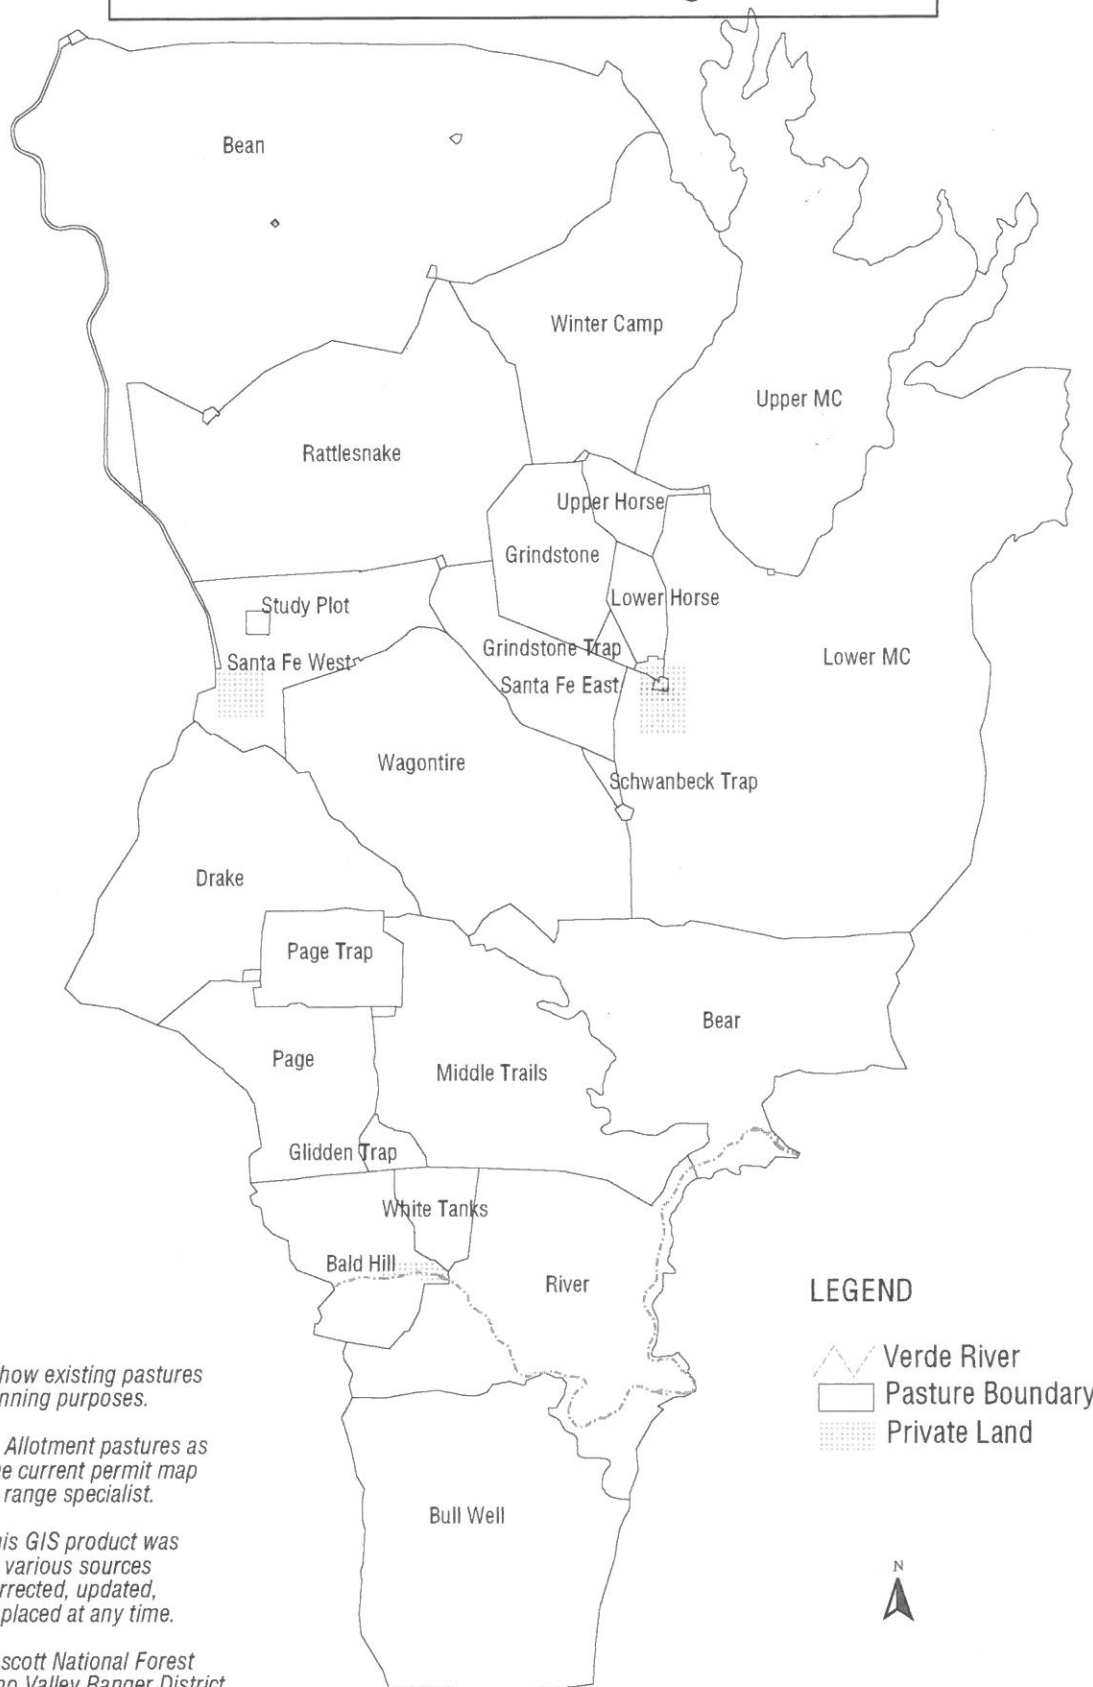 Bean
Winter Camp
Upper MC
Rattlesnake
Upper Horse
Grindstone
Lower Horse
Study Plot
Grindstone Trap
Lower MC
Santa Fe West
Santa Fe East
Wagontire
Schwanbeck Trap
Drake
Page Trap
Bear
Page
Middle Trails
Glidden Trap
White Tanks
Bald Hill
River
LEGEND
Verde River
Pasture Boundary
Private Land
Bull Well
N
how existing pastures
nning purposes.
Allotment pastures as
e current permit map
range specialist.
is GIS product was
various sources
rrected, updated,
placed at any time.
scott National Forest
no Valley Ranger District